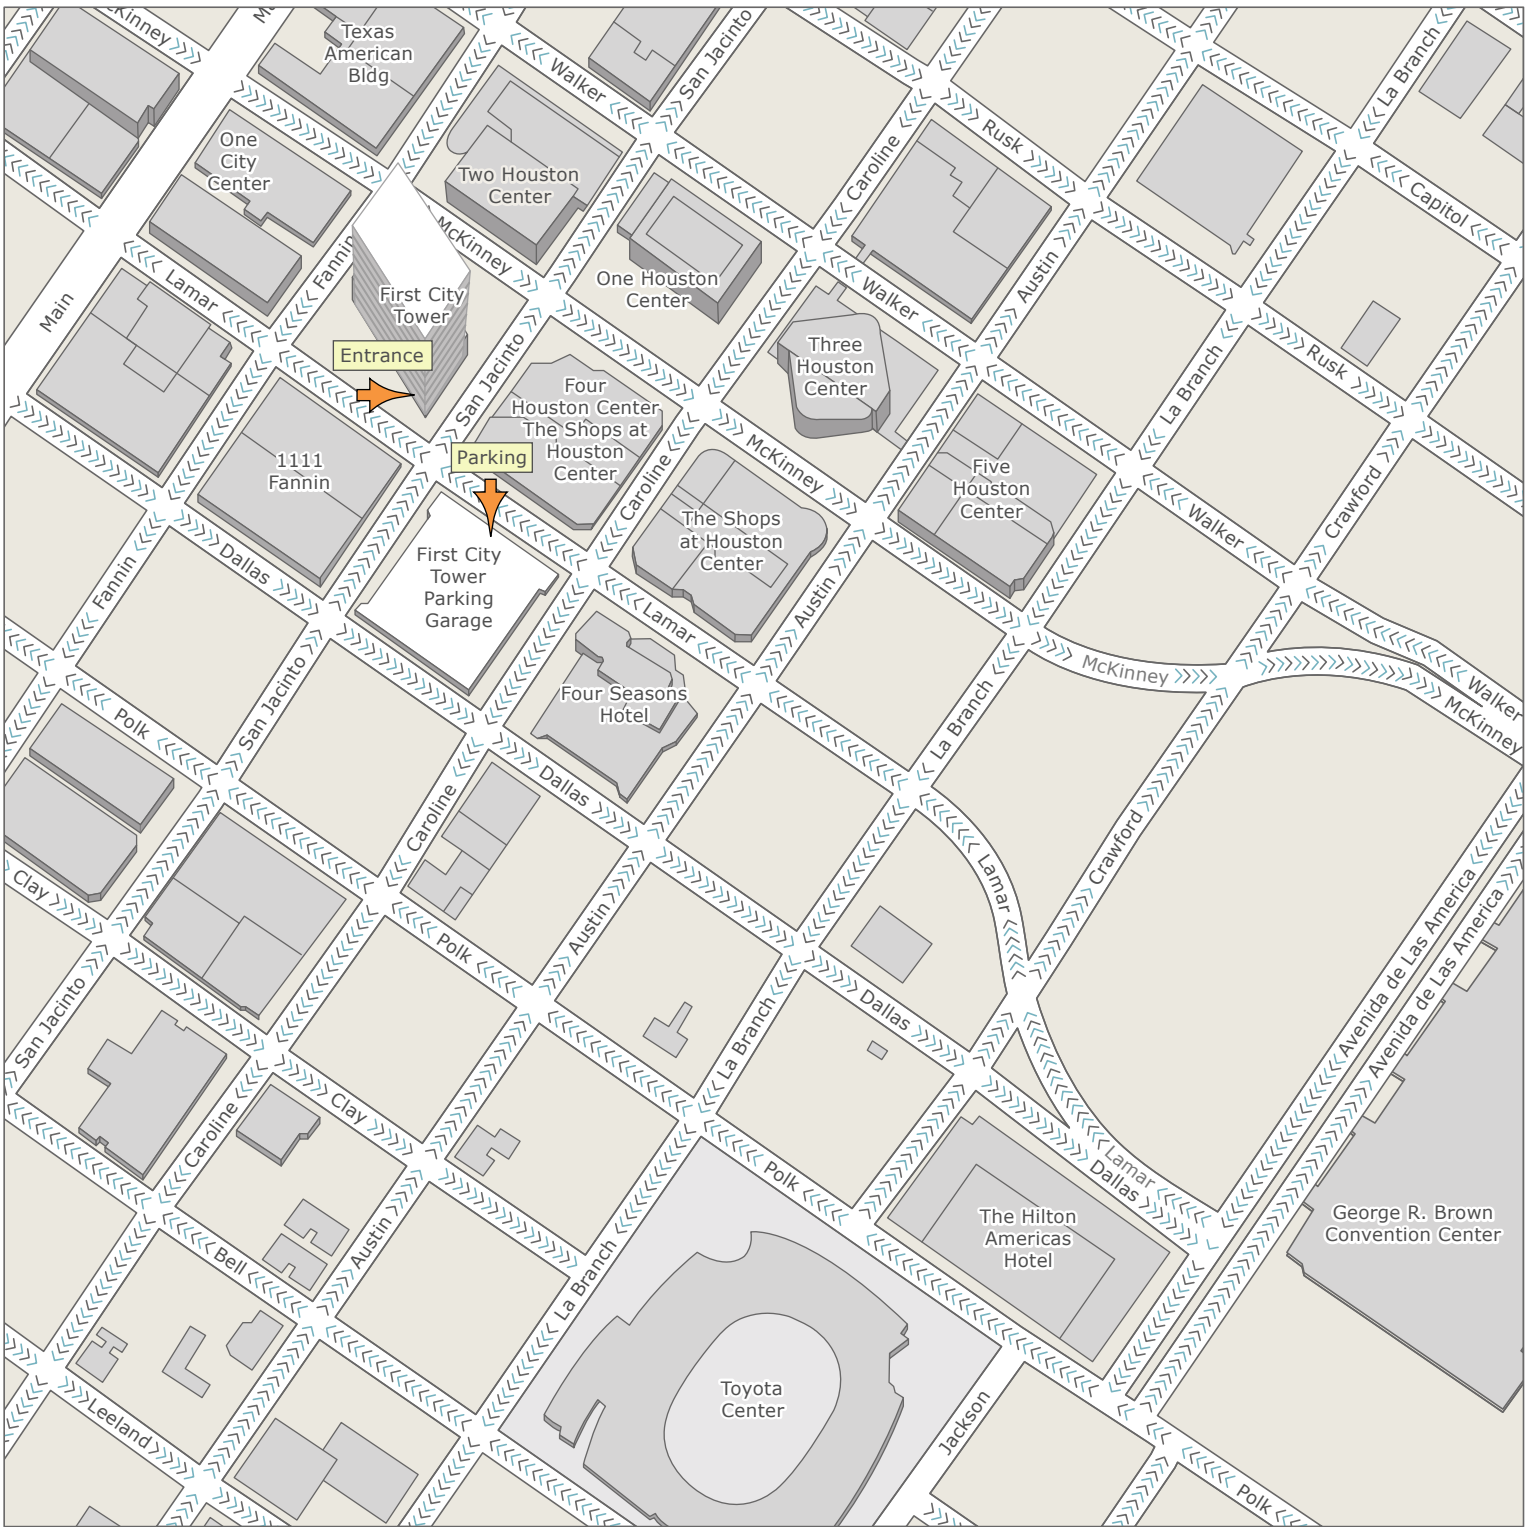 McKinney
M
Texas
American
Bldg
Walker
San Jacinto
La Branch
Rusk
Caroline
One
City
Center
Two Houston
Center
Capitol
McKinney
Fannin
Lamar
Main
First City
Tower
One Houston
Center
Walker
Austin
Entrance
San Jacinto
Three
Houston
Center
Rusk
La Branch
Four
Houston Center
The Shops at
Houston
Center
McKinney
1111
Fannin
Parking
Caroline
Five
Houston
Center
Crawford
Walker
The Shops
at Houston
Center
First City
Tower
Parking
Garage
Dallas
Fannin
Austin
Lamar
McKinney
Walker
McKinney
Four Seasons
Hotel
San Jacinto
La Branch
Polk
Dallas
Caroline
Crawford
Clay
Lamar
Polk
Austin
Avenida de Las America
Avenida de Las America
San Jacinto
Dallas
La Branch
Clay
Caroline
Polk
Lamar
Dallas
The Hilton
Americas
Hotel
George R. Brown
Convention Center
Bell
Austin
La Branch
Toyota
Center
Leeland
Jackson
Polk